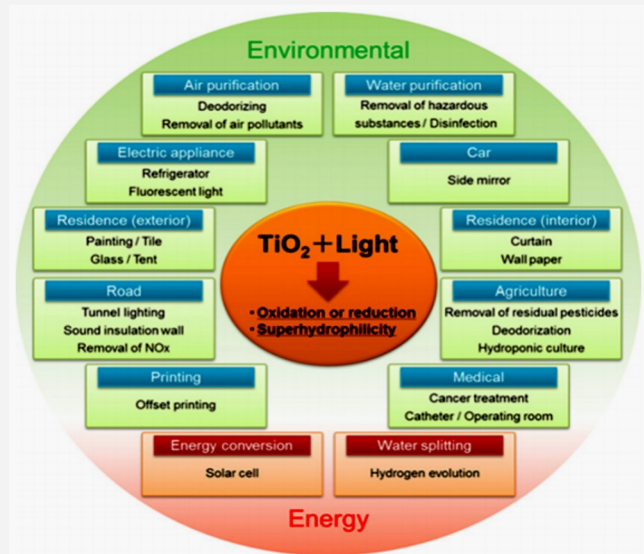 Environmental
Air purification
Deodorizing
Removal of air pollutants
Water purification
Removal of hazardous
substances / Disinfection
Electric appliance
Refrigerator
Fluorescent light
Car
Side mirror
Residence (exterior)
Painting / Tile
Glass / Tent
TiO₂+Light
• Oxidation or reduction
• Superhydrophilicity
Residence (interior)
Curtain
Wall paper
Road
Tunnel lighting
Sound insulation wall
Removal of NOx
Agriculture
Removal of residual pesticides
Deodorization
Hydroponic culture
Printing
Offset printing
Medical
Cancer treatment
Catheter / Operating room
Energy conversion
Solar cell
Water splitting
Hydrogen evolution
Energy